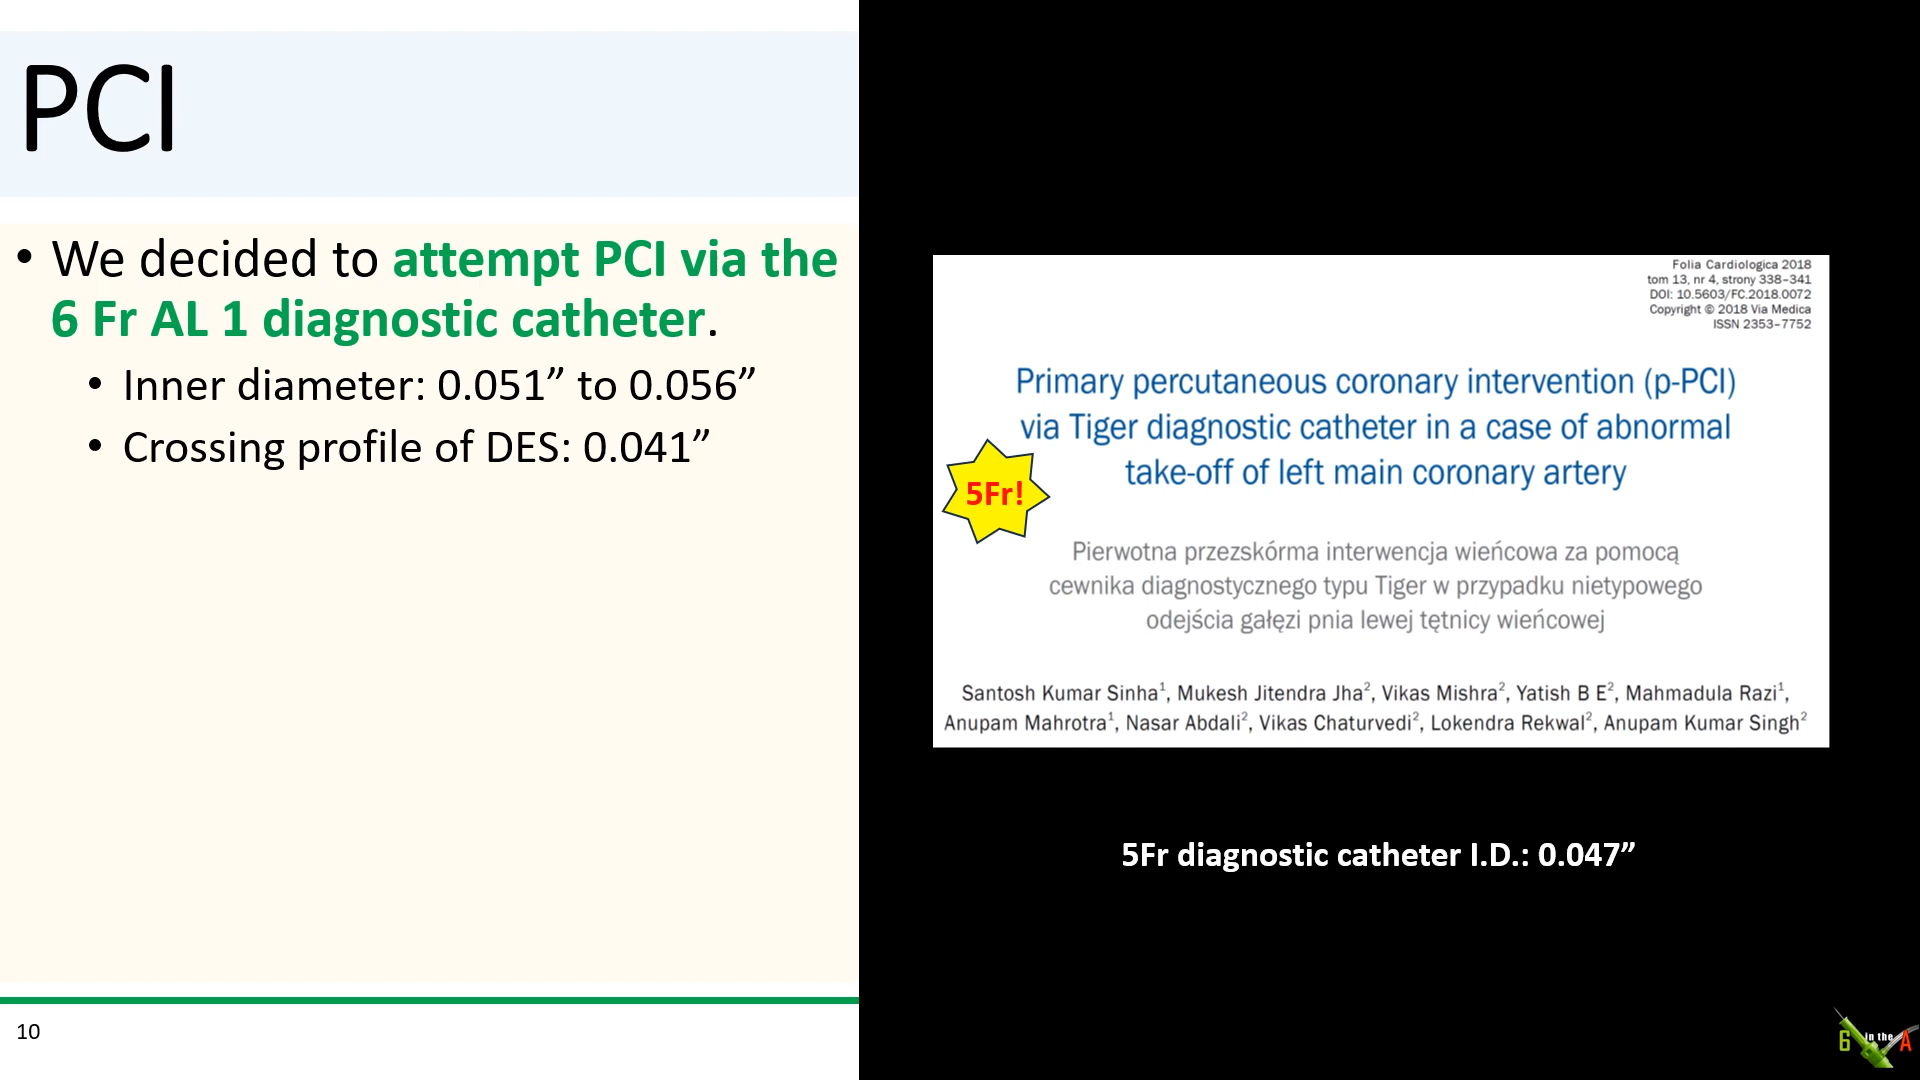 PCI
• We decided to attempt PCI via the
6 Fr AL 1 diagnostic catheter.
• Inner diameter: 0.051” to 0.056”
• Crossing profile of DES: 0.041”
10
Folia Cardiologica 2018
tom 13, nr 4, strony 338–341
DOI: 10.5603/FC.2018.0072
Copyright © 2018 Via Medica
ISSN 2353–7752
Primary percutaneous coronary intervention (p-PCI)
via Tiger diagnostic catheter in a case of abnormal
take-off of left main coronary artery
5Fr!
Pierwotna przezskórma interwencja wieńcowa za pomocą
cewnika diagnostycznego typu Tiger w przypadku nietypowego
odejścia gałęzi pnia lewej tętnicy wieńcowej
Santosh Kumar Sinha¹, Mukesh Jitendra Jha², Vikas Mishra², Yatish B E², Mahmadula Razi¹,
Anupam Mahrotra¹, Nasar Abdali², Vikas Chaturvedi², Lokendra Rekwal², Anupam Kumar Singh²
5Fr diagnostic catheter I.D.: 0.047”
6 in the A